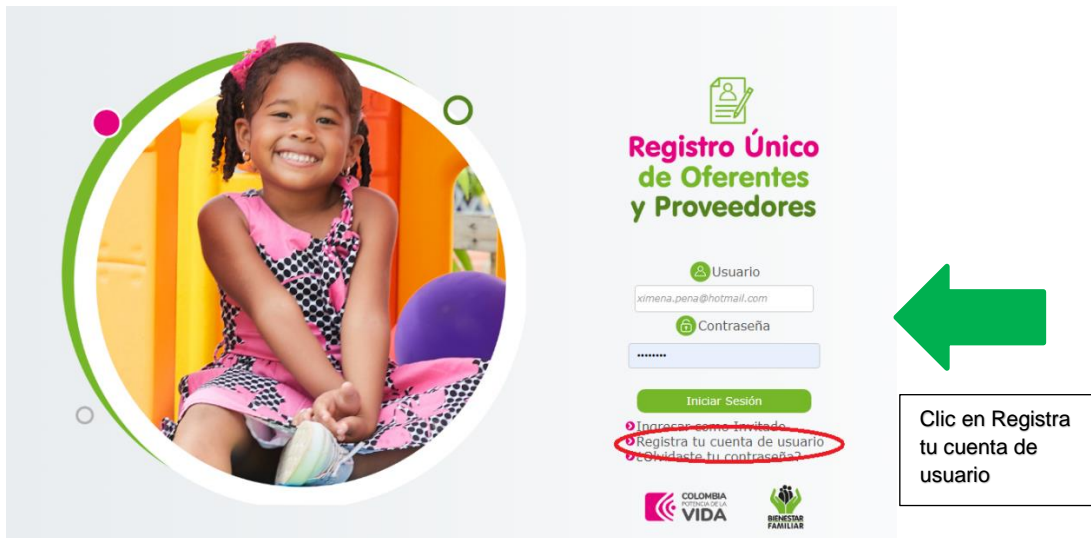 Registro Único
de Oferentes
y Proveedores
Usuario
ximena.pena@hotmail.com
Contraseña
••••••••
Iniciar Sesión
Ingresar como Invitado
Registra tu cuenta de usuario
¿Olvidaste tu contraseña?
Clic en Registra
tu cuenta de
usuario
COLOMBIA
POTENCIA DE LA
VIDA
BIENESTAR
FAMILIAR